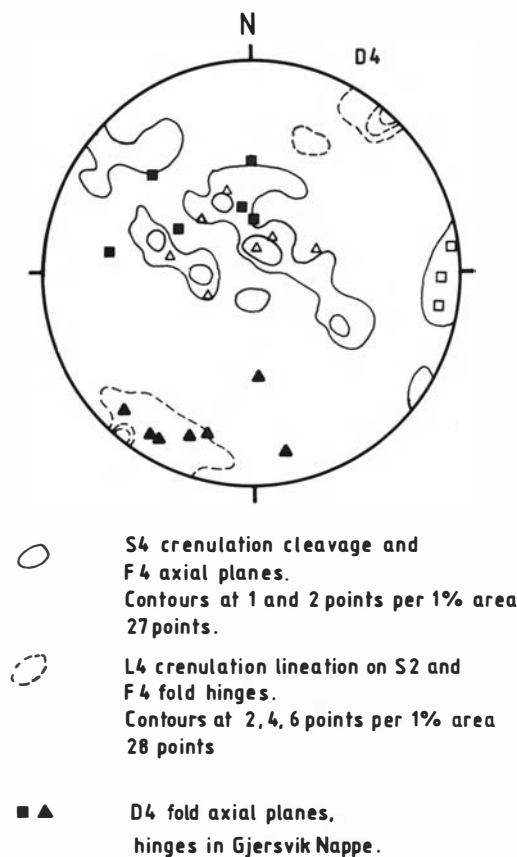 N
D4
S4 crenulation cleavage and
F4 axial planes.
Contours at 1 and 2 points per 1% area
27 points.
L4 crenulation lineation on S2 and
F4 fold hinges.
Contours at 2, 4, 6 points per 1% area
28 points
D4 fold axial planes,
hinges in Gjersvik Nappe.